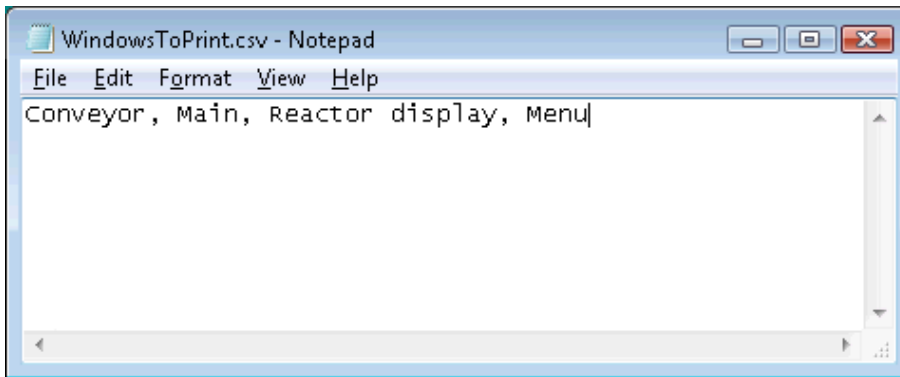 WindowsToPrint.csv - Notepad
File Edit Format View Help
Conveyor, Main, Reactor display, Menu